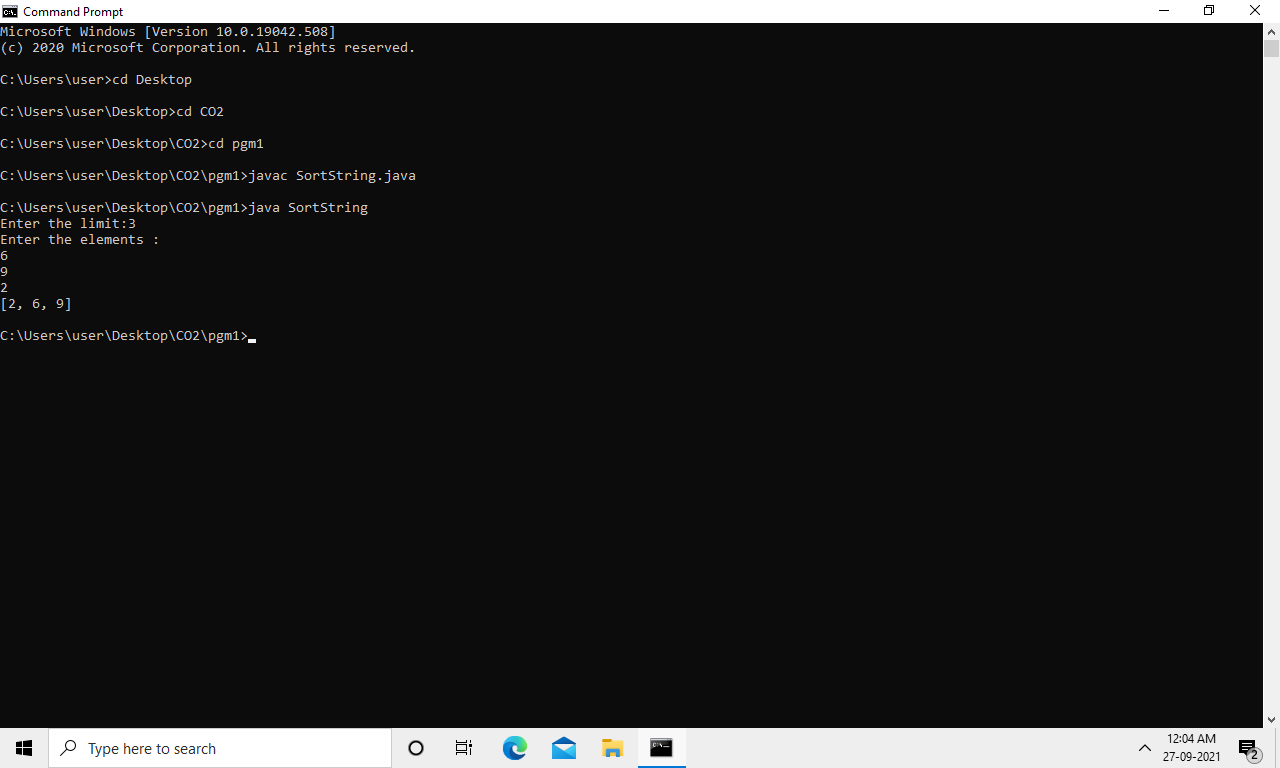 Command Prompt
Microsoft Windows [Version 10.0.19042.508]
(c) 2020 Microsoft Corporation. All rights reserved.
C:\Users\user>cd Desktop
C:\Users\user\Desktop>cd CO2
C:\Users\user\Desktop\CO2>cd pgm1
C:\Users\user\Desktop\CO2\pgm1>javac SortString.java
C:\Users\user\Desktop\CO2\pgm1>java SortString
Enter the limit:3
Enter the elements :
6
9
2
[2, 6, 9]
C:\Users\user\Desktop\CO2\pgm1>
Type here to search
12:04 AM
27-09-2021
2